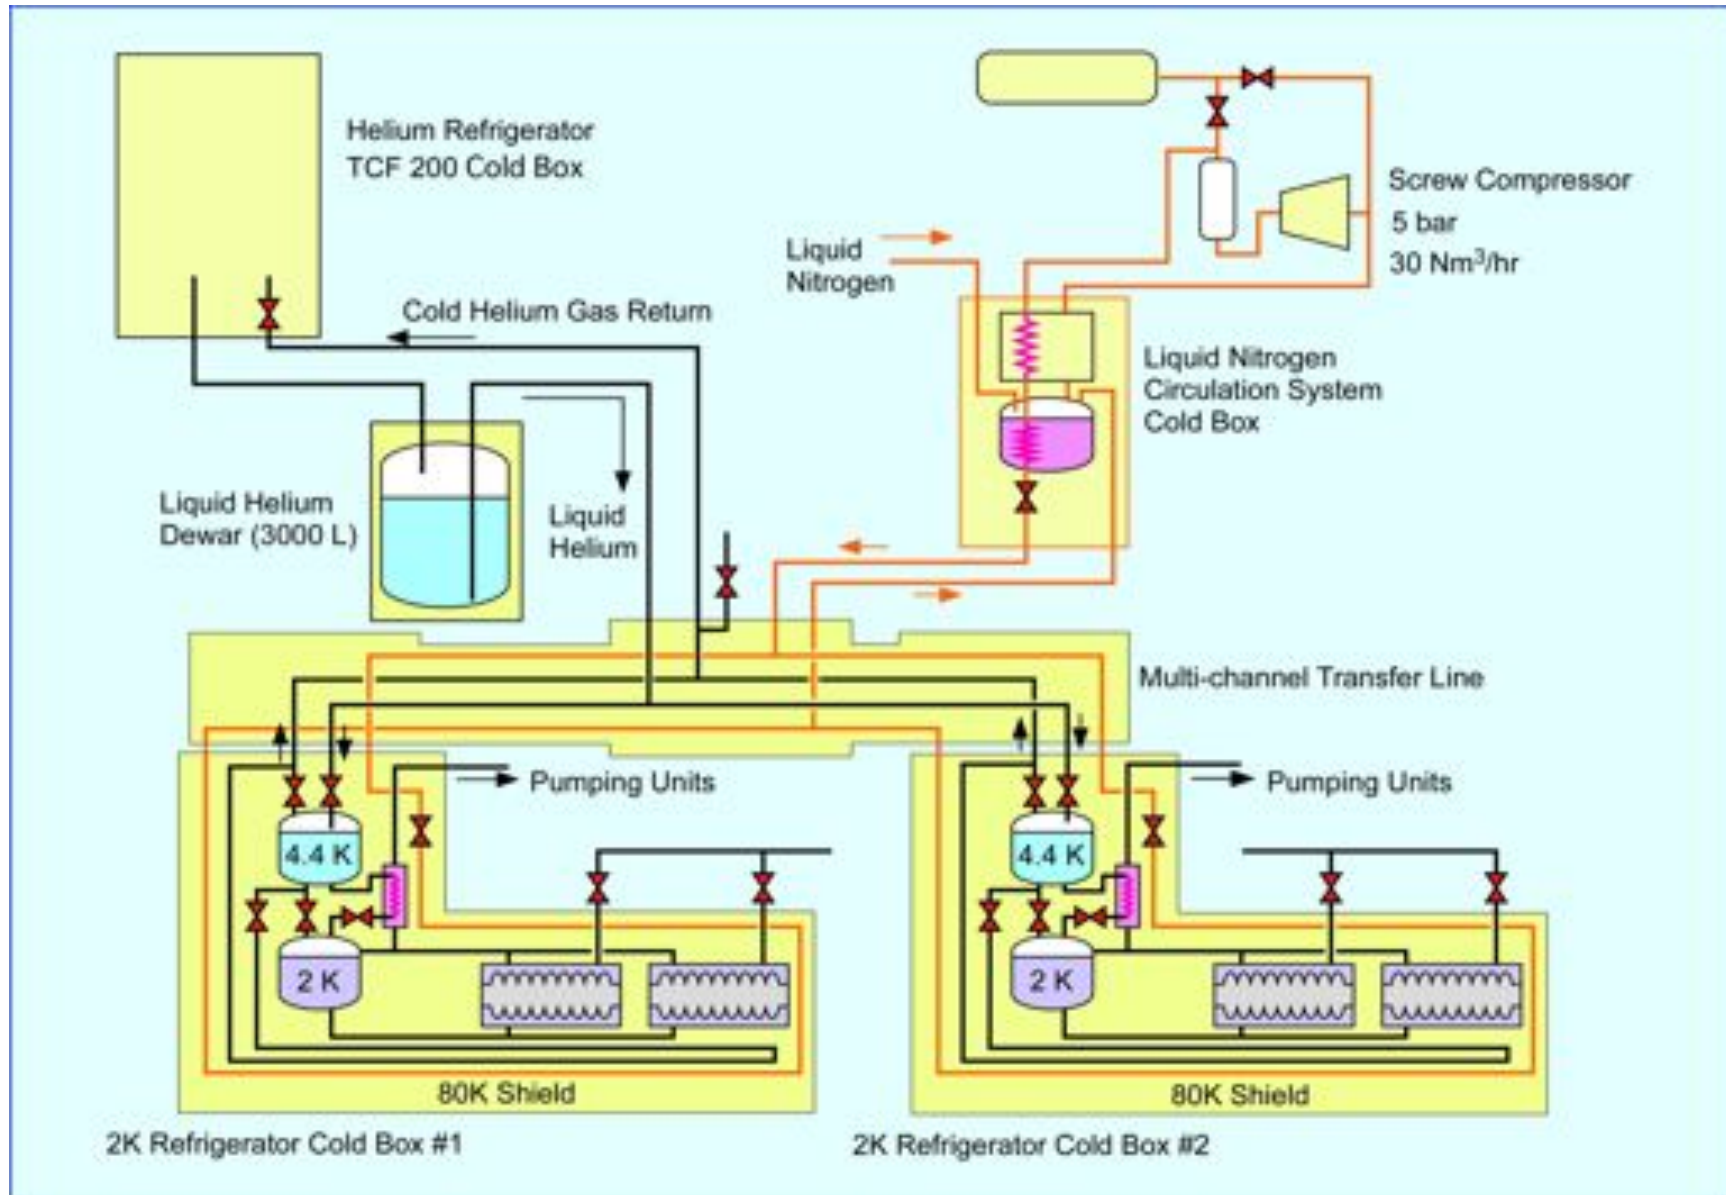 Helium Refrigerator
TCF 200 Cold Box
Screw Compressor
5 bar
30 Nm³/hr
Liquid
Nitrogen
Cold Helium Gas Return
Liquid Nitrogen
Circulation System
Cold Box
Liquid Helium
Dewar (3000 L)
Liquid
Helium
Multi-channel Transfer Line
Pumping Units
Pumping Units
4.4 K
4.4 K
2 K
2 K
80K Shield
80K Shield
2K Refrigerator Cold Box #1
2K Refrigerator Cold Box #2